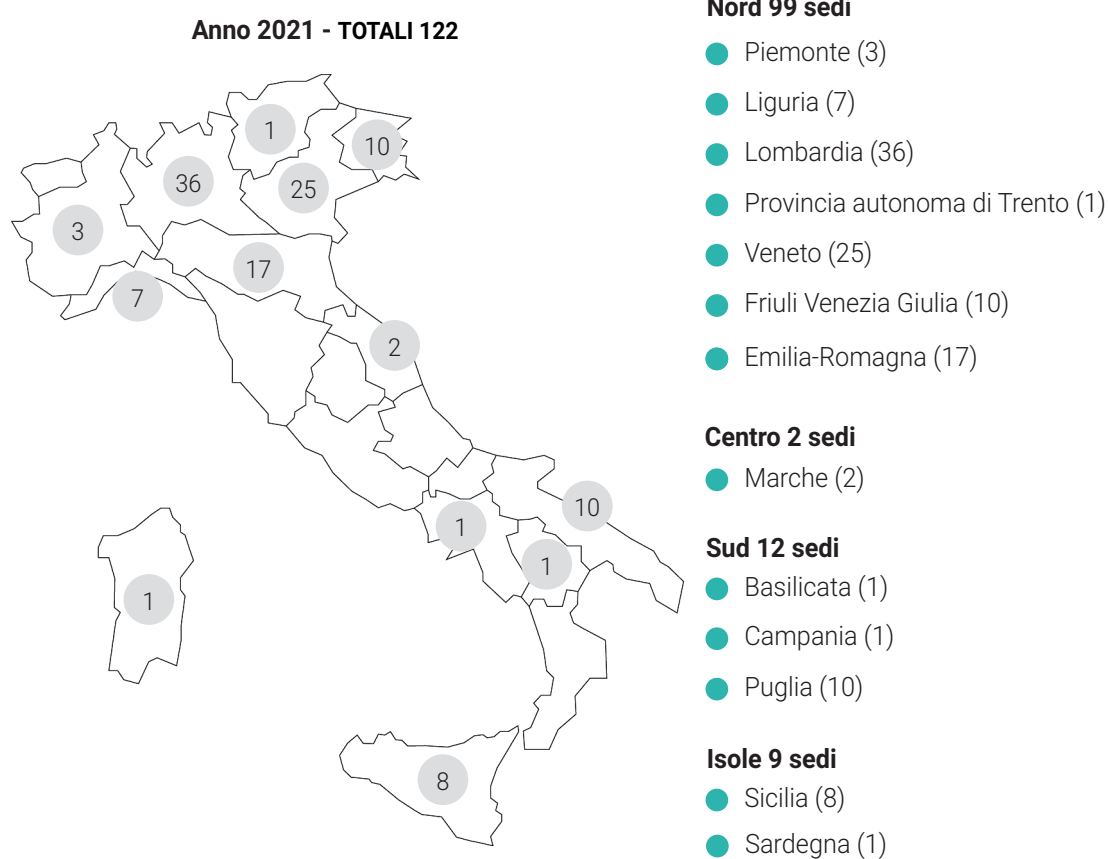 Anno 2021 - TOTALI 122
1
10
36
25
3
17
7
2
10
1
1
1
8
Nord 99 sedi
Piemonte (3)
Liguria (7)
Lombardia (36)
Provincia autonoma di Trento (1)
Veneto (25)
Friuli Venezia Giulia (10)
Emilia-Romagna (17)
Centro 2 sedi
Marche (2)
Sud 12 sedi
Basilicata (1)
Campania (1)
Puglia (10)
Isole 9 sedi
Sicilia (8)
Sardegna (1)